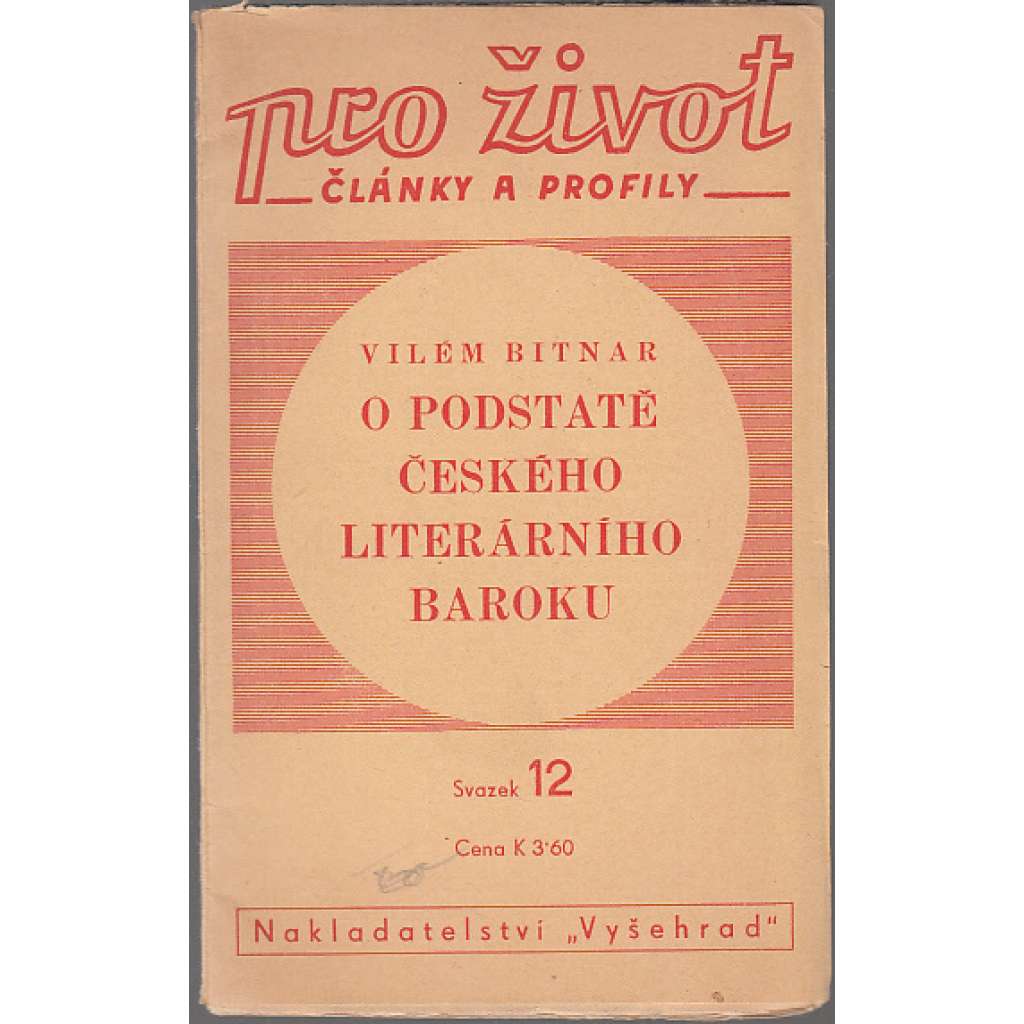 pro život
ČLÁNKY A PROFILY
VILÉM BITNAR
O PODSTATĚ
ČESKÉHO
LITERÁRNÍHO
BAROKU
Svazek 12
Cena K 3·60
Nakladatelství „Vyšehrad“